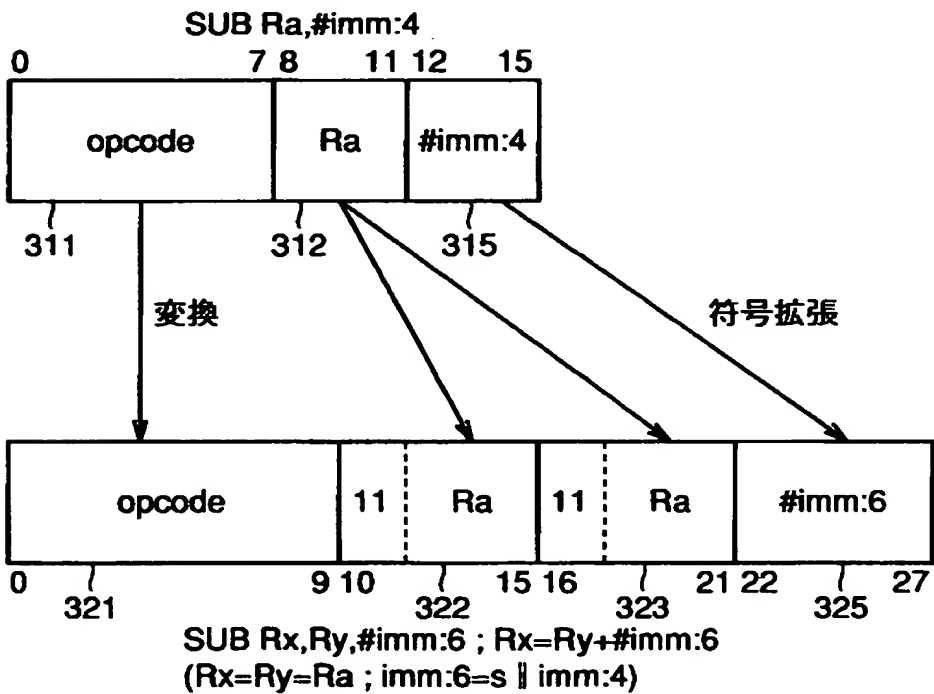 SUB Ra,#imm:4
0 7 8 11 12 15
opcode Ra #imm:4
311 312 315
変換 符号拡張
opcode 11 Ra 11 Ra #imm:6
0 9 10 15 16 21 22 27
321 322 323 325
SUB Rx,Ry,#imm:6 ; Rx=Ry+#imm:6
(Rx=Ry=Ra ; imm:6=s || imm:4)